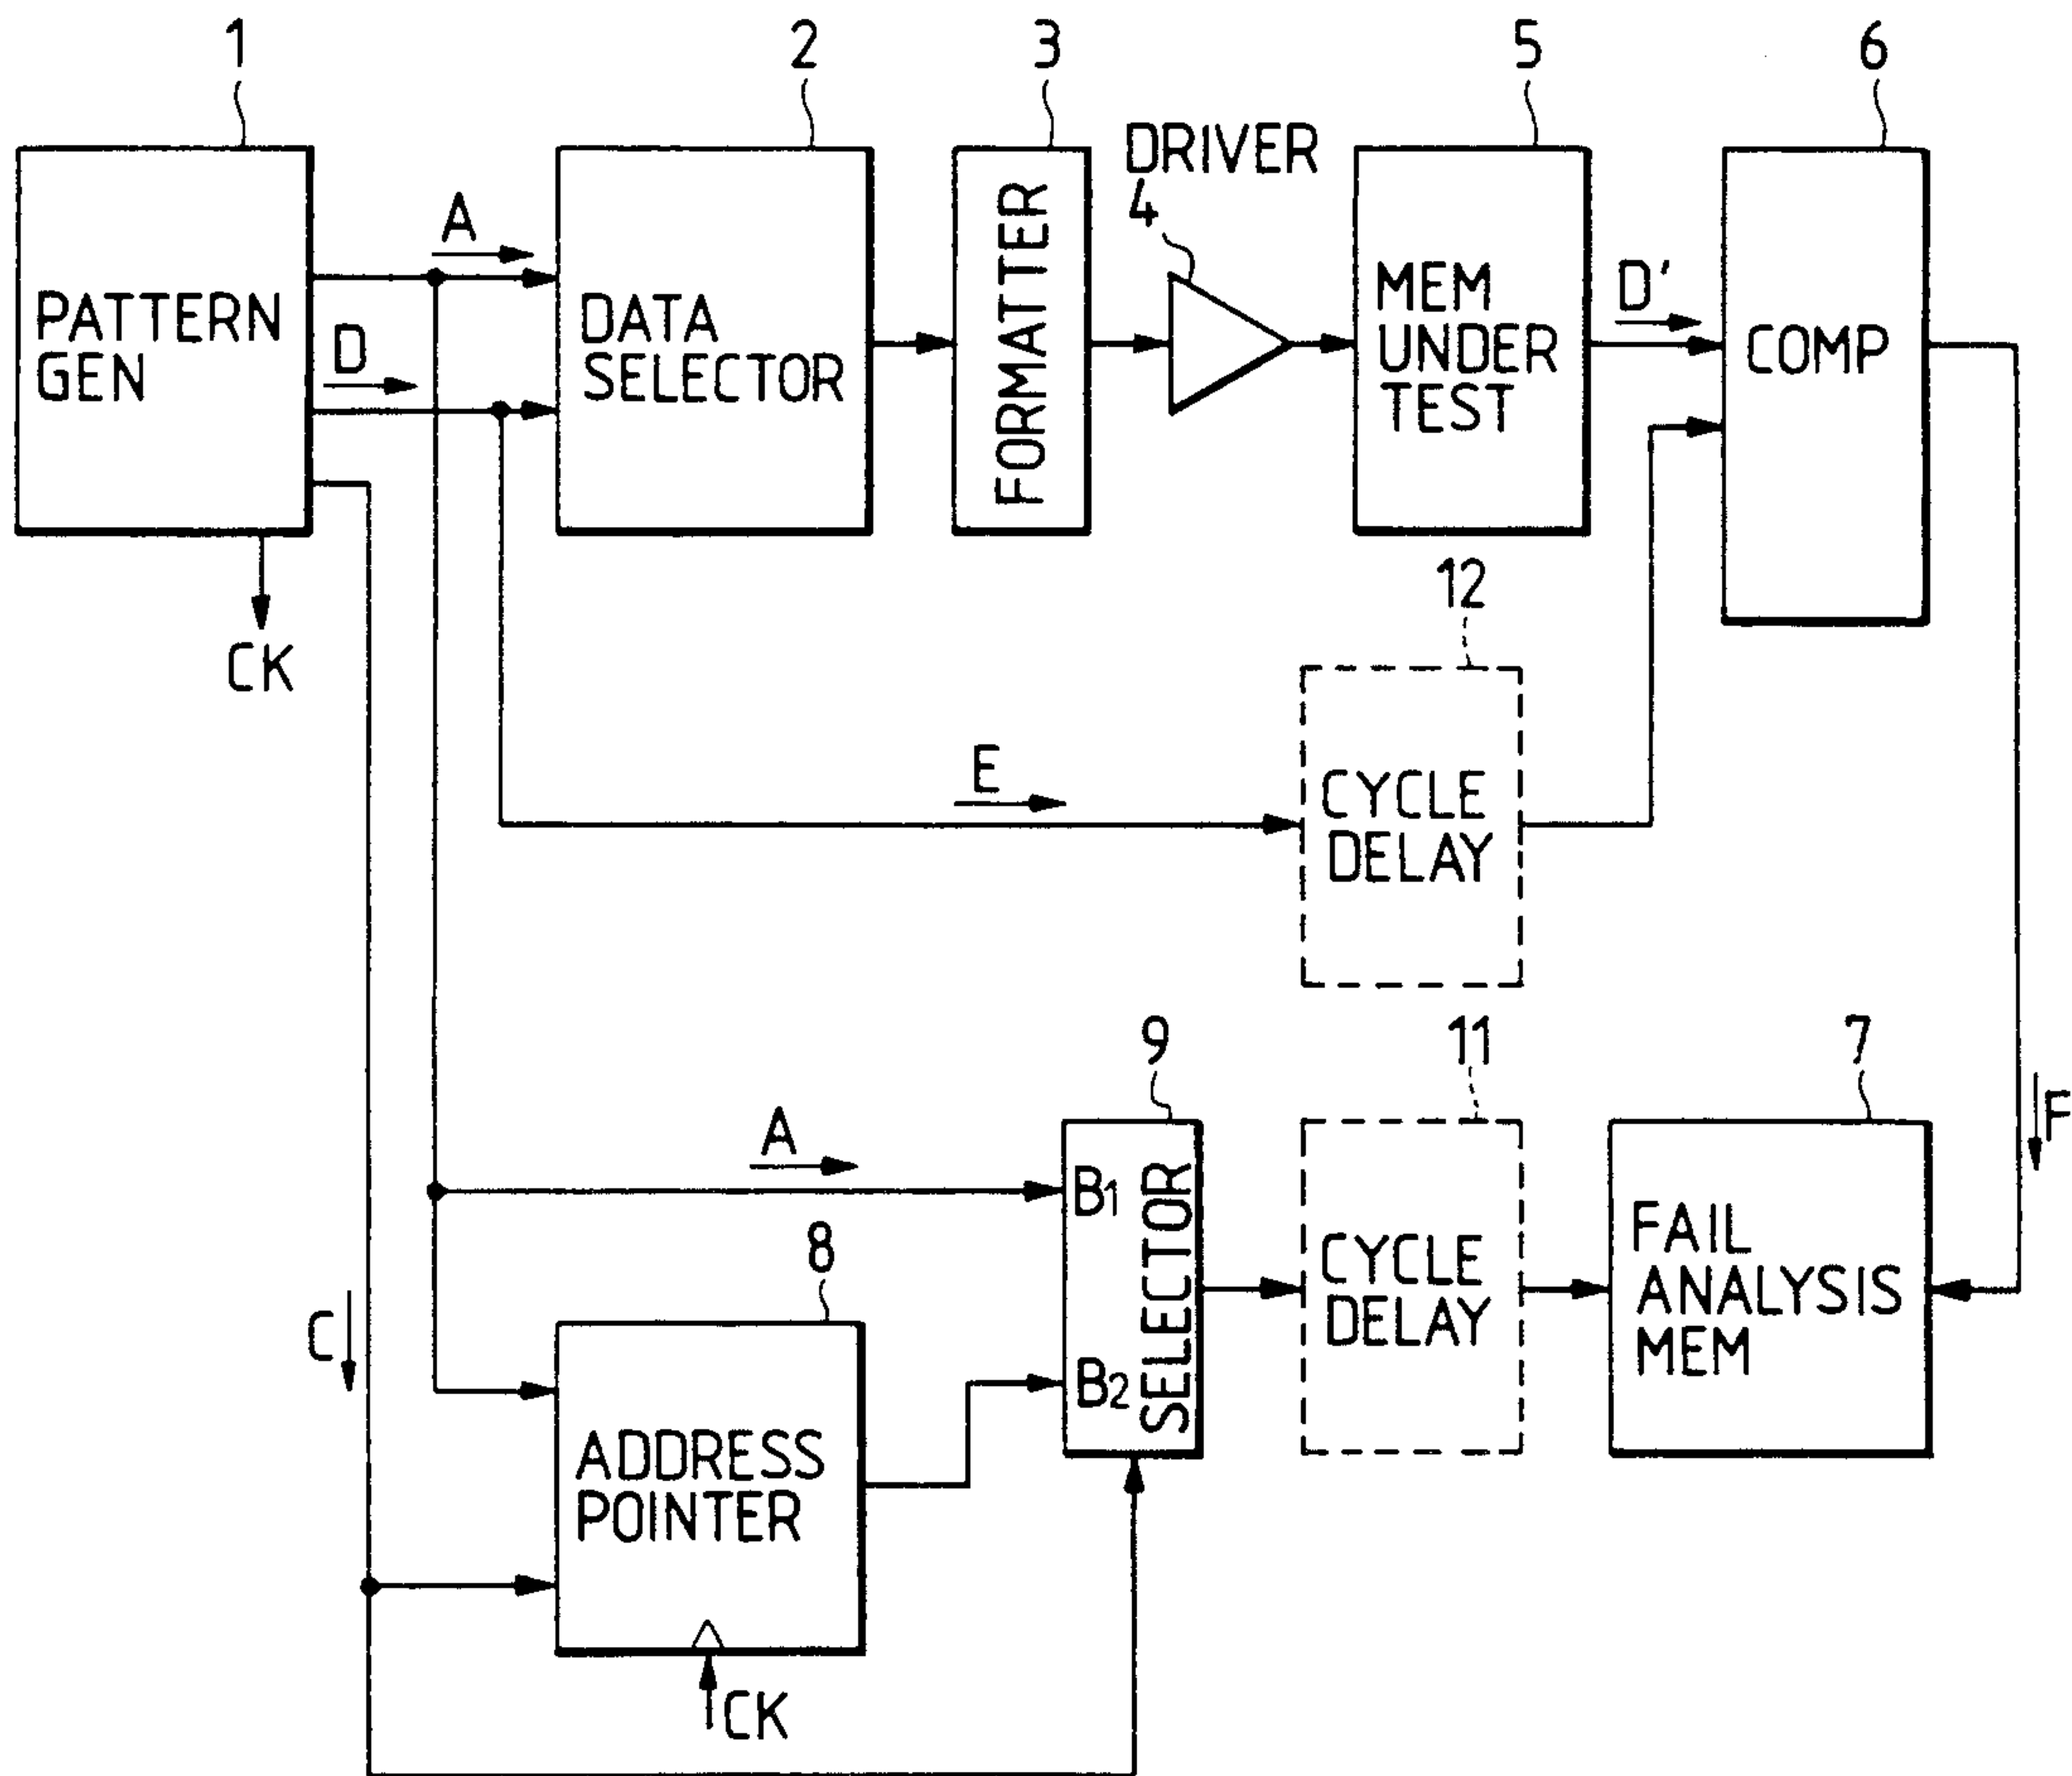 1
2
3
5
6
DRIVER
4
A
PATTERN
GEN
D
DATA
SELECTOR
FORMATTER
MEM
UNDER
TEST
D'
COMP
CK
12
E
CYCLE
DELAY
9
11
7
A
F
B1
B2
SELECTOR
CYCLE
DELAY
FAIL
ANALYSIS
MEM
8
C
ADDRESS
POINTER
CK